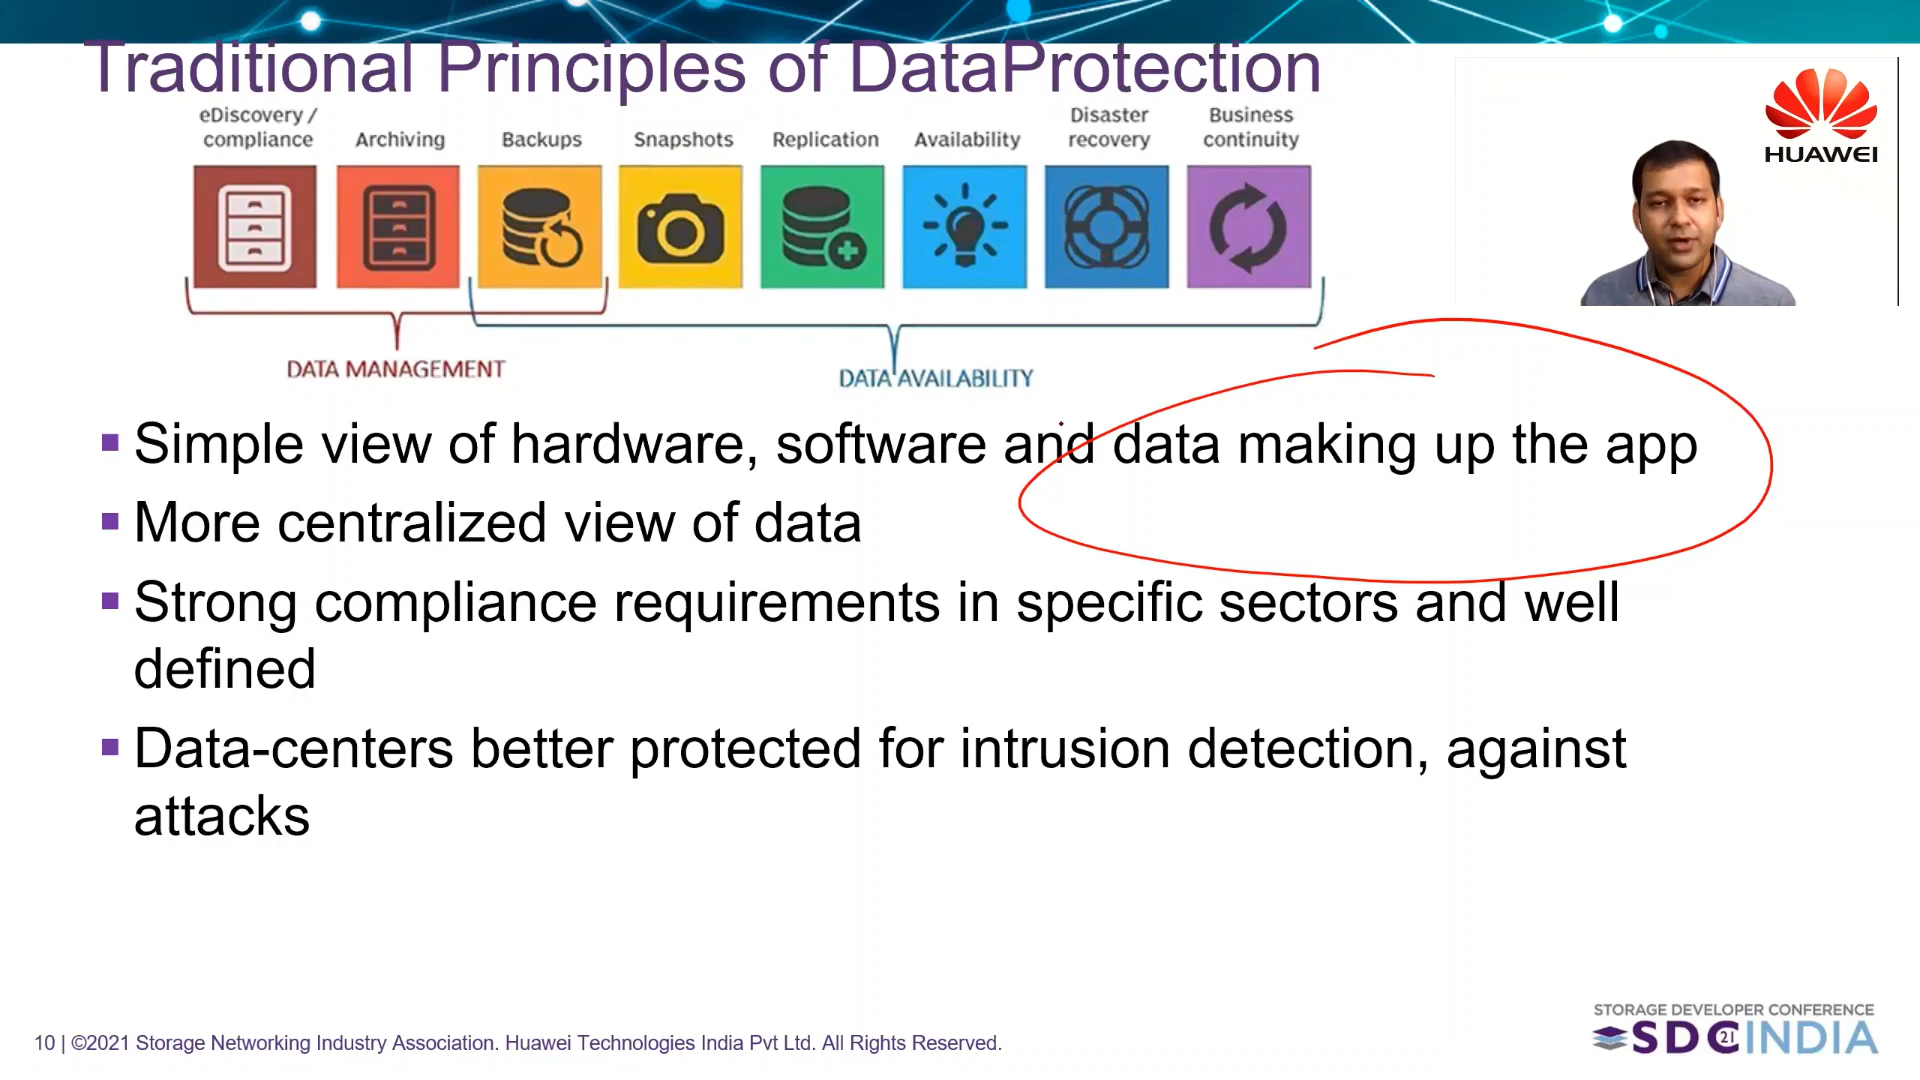 Traditional Principles of DataProtection
eDiscovery /
compliance
Archiving
Backups
Snapshots
Replication
Availability
Disaster
recovery
Business
continuity
HUAWEI
DATA MANAGEMENT
DATA AVAILABILITY
Simple view of hardware, software and data making up the app
More centralized view of data
Strong compliance requirements in specific sectors and well
defined
Data-centers better protected for intrusion detection, against
attacks
10 | ©2021 Storage Networking Industry Association. Huawei Technologies India Pvt Ltd. All Rights Reserved.
STORAGE DEVELOPER CONFERENCE
SDC 21 INDIA